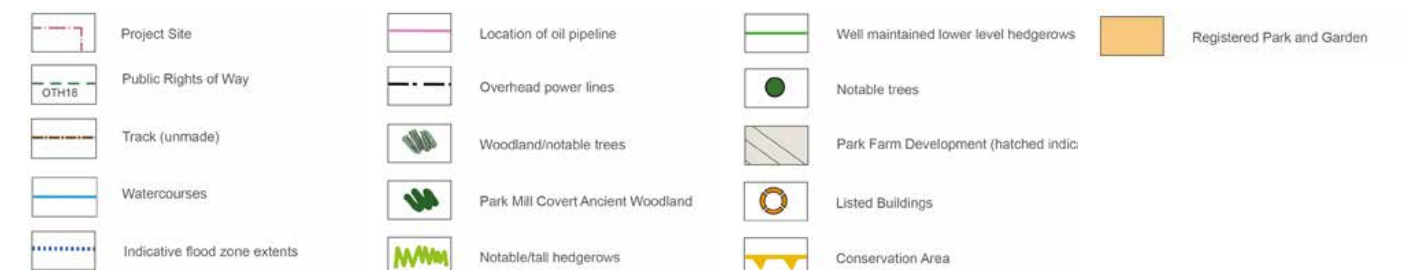 Project Site
Public Rights of Way
OTH18
Track (unmade)
Watercourses
Indicative flood zone extents
Location of oil pipeline
Overhead power lines
Woodland/notable trees
Park Mill Covert Ancient Woodland
Notable/tall hedgerows
Well maintained lower level hedgerows
Notable trees
Park Farm Development (hatched
Listed Buildings
Conservation Area
Registered Park and Garden